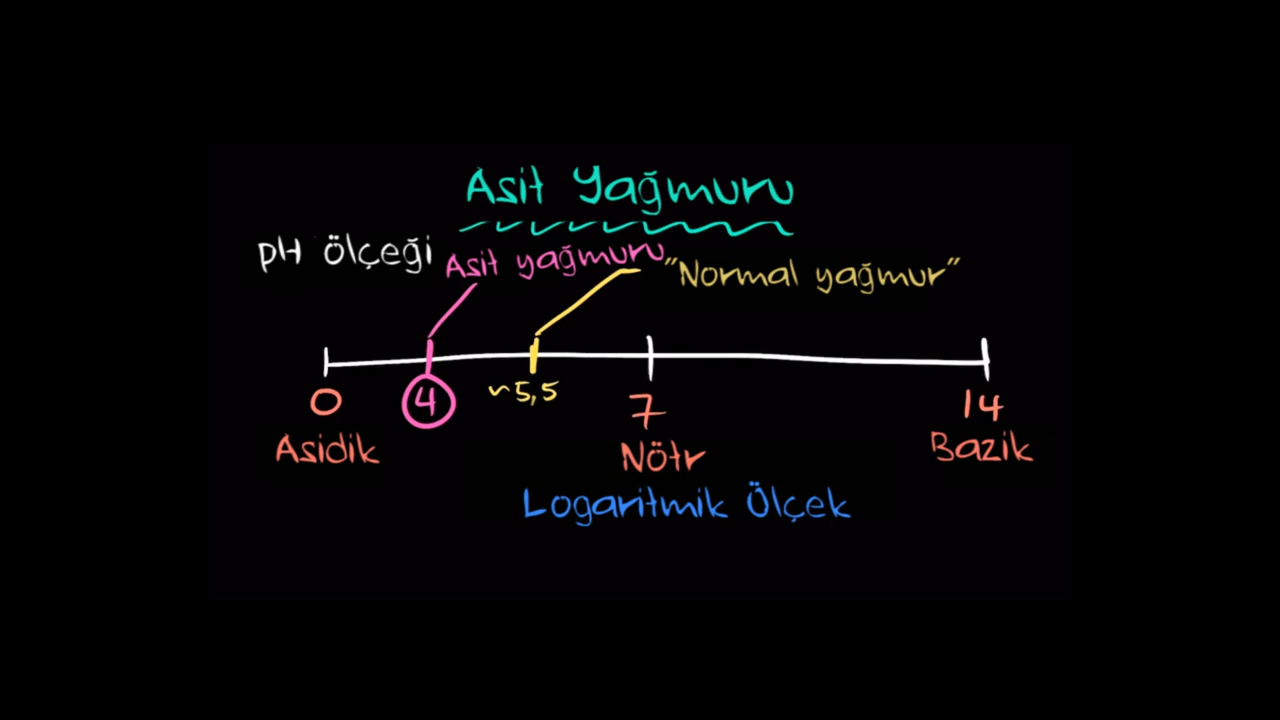 Asit Yağmuru
pH ölçeği
Asit yağmuru
"Normal yağmur"
0
4
~5,5
7
14
Asidik
Nötr
Bazik
Logaritmik Ölçek